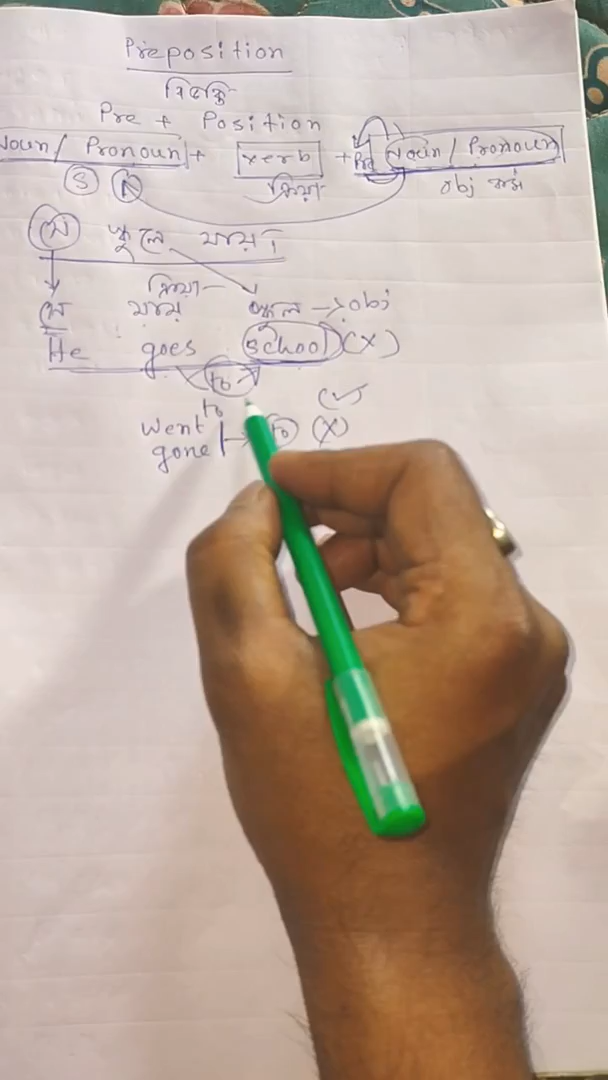 Preposition
বিভক্তি
Pre + Position
Noun / Pronoun + verb + Pre Noun / Pronoun
S ক্রিয়া obj কর্ম
সে স্কুলে যায়।
ক্রিয়া
সে যায় স্কুল → obj
He goes school (x)
to
to (✓)
went to (x)
gone